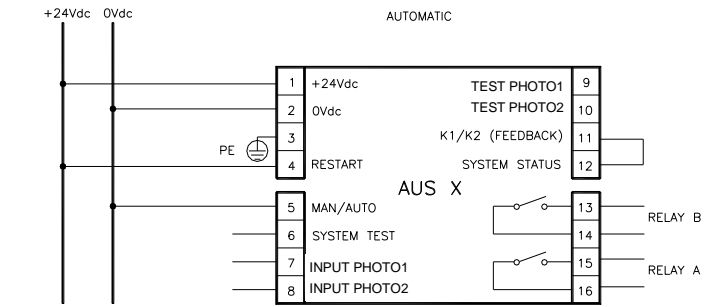 +24Vdc 0Vdc
AUTOMATIC
1 +24Vdc TEST PHOTO1 9
2 0Vdc TEST PHOTO2 10
3 K1/K2 (FEEDBACK) 11
PE
4 RESTART SYSTEM STATUS 12
AUS X
5 MAN/AUTO 13
RELAY B
6 SYSTEM TEST 14
7 INPUT PHOTO1 15
RELAY A
8 INPUT PHOTO2 16